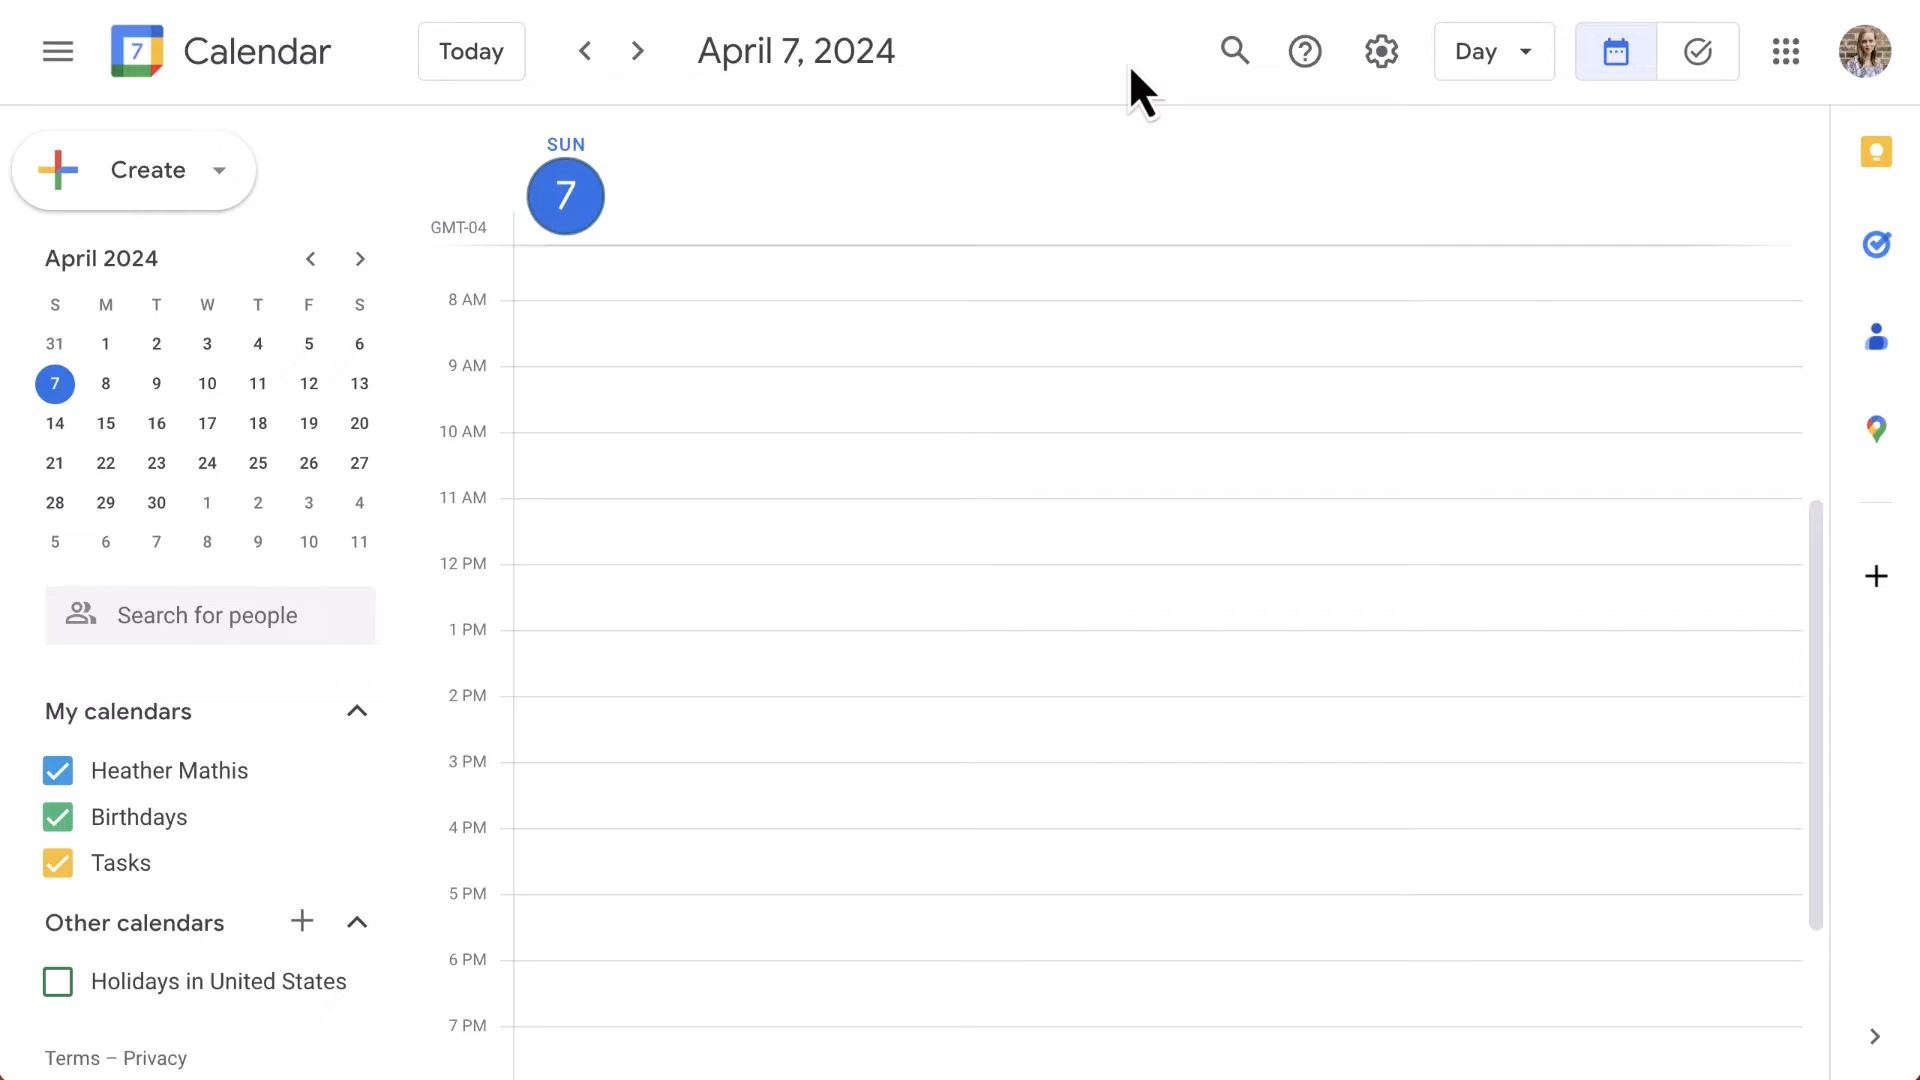 7 Calendar Today April 7, 2024 Day
Create
April 2024
S M T W T F S
31 1 2 3 4 5 6
7 8 9 10 11 12 13
14 15 16 17 18 19 20
21 22 23 24 25 26 27
28 29 30 1 2 3 4
5 6 7 8 9 10 11
Search for people
My calendars
Heather Mathis
Birthdays
Tasks
Other calendars
Holidays in United States
Terms – Privacy
SUN
7
GMT-04
8 AM
9 AM
10 AM
11 AM
12 PM
1 PM
2 PM
3 PM
4 PM
5 PM
6 PM
7 PM